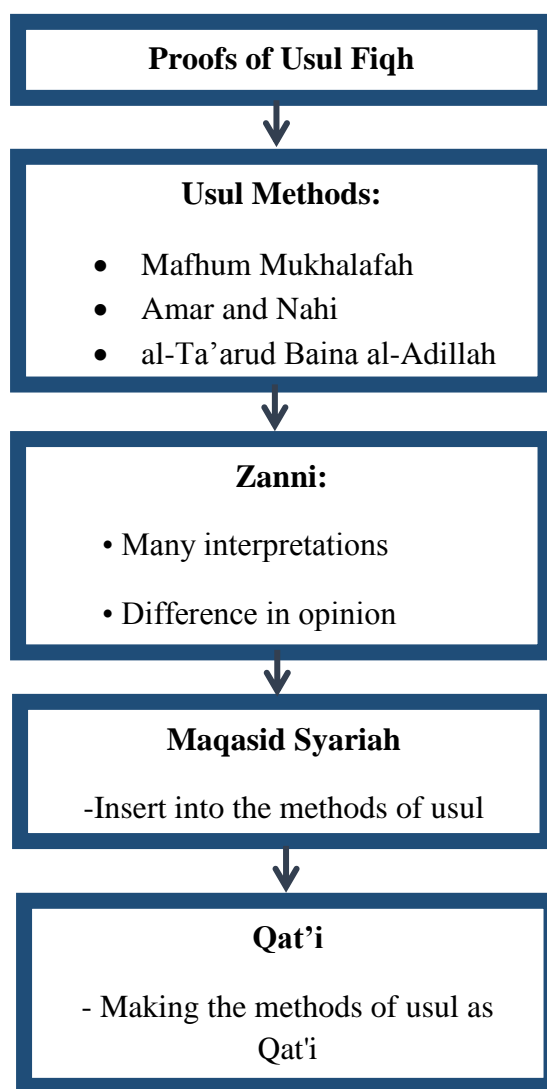 Proofs of Usul Fiqh
Usul Methods:
• Mafhum Mukhalafah
• Amar and Nahi
• al-Ta’arud Baina al-Adillah
Zanni:
• Many interpretations
• Difference in opinion
Maqasid Syariah
-Insert into the methods of usul
Qat’i
- Making the methods of usul as
Qat'i